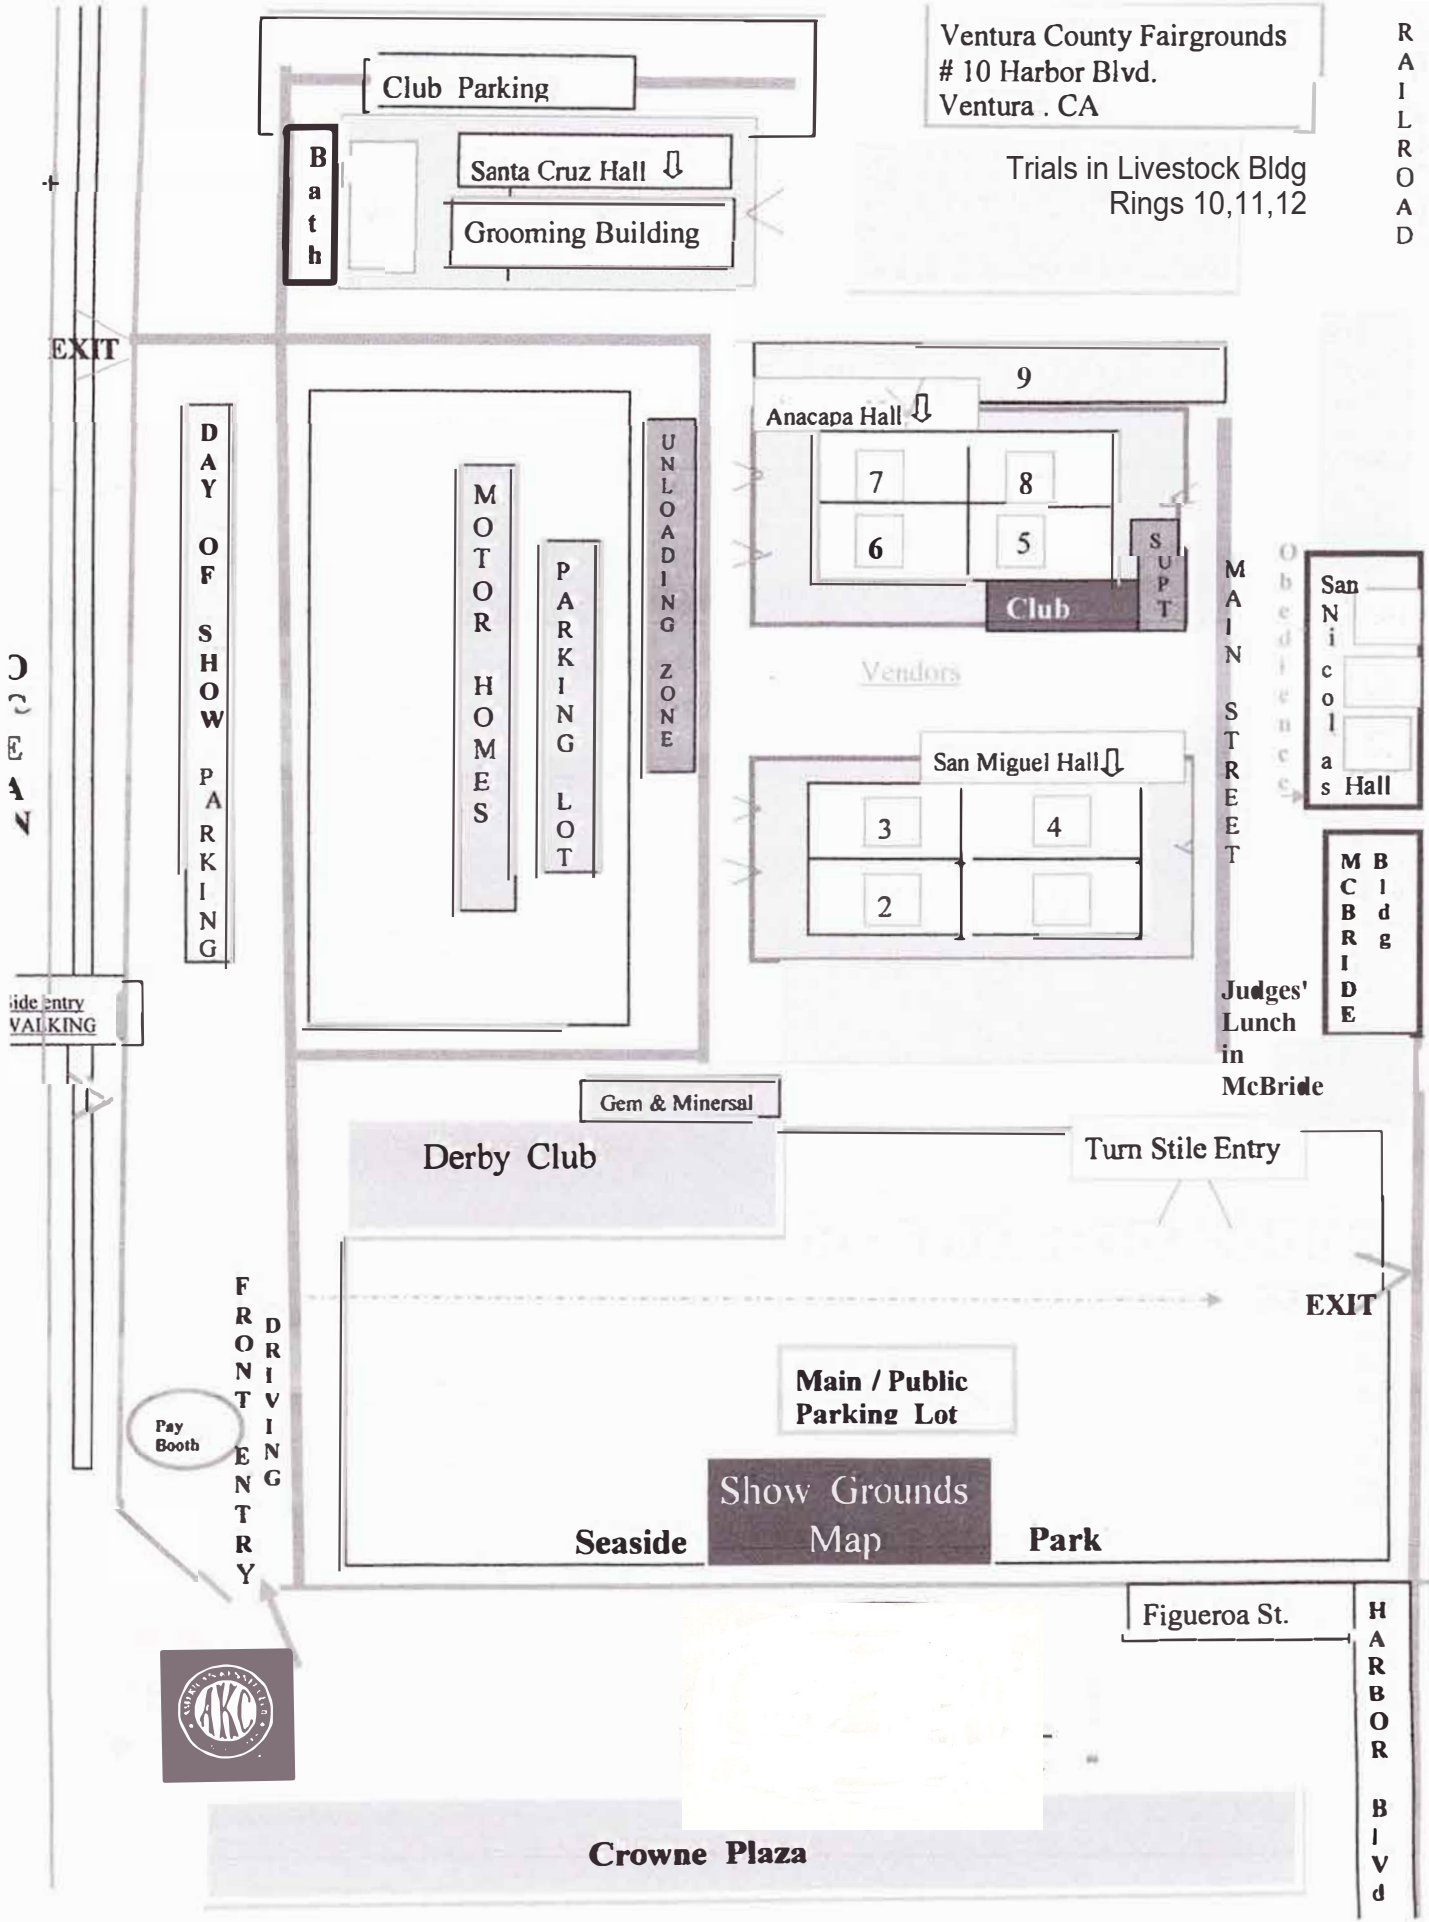 Ventura County Fairgrounds
# 10 Harbor Blvd.
Ventura . CA
RAILROAD
Club Parking
Bath
Santa Cruz Hall
Grooming Building
Trials in Livestock Bldg
Rings 10,11,12
EXIT
9
Anacapa Hall
7
8
6
5
SUPT
Club
DAY OF SHOW PARKING
MOTOR HOMES
PARKING LOT
UNLOADING ZONE
Vendors
MAIN STREET
Obedience
San Nicolas Hall
OCEAN
San Miguel Hall
3
4
2
MCBRIDE Bldg
Judges'
Lunch
in
McBride
ide entry
WALKING
Gem & Minersal
Derby Club
Turn Stile Entry
EXIT
FRONT ENTRY
DRIVING
Pay
Booth
Main / Public
Parking Lot
Show Grounds
Map
Seaside
Park
Figueroa St.
HARBOR BlVd
AKC
Crowne Plaza